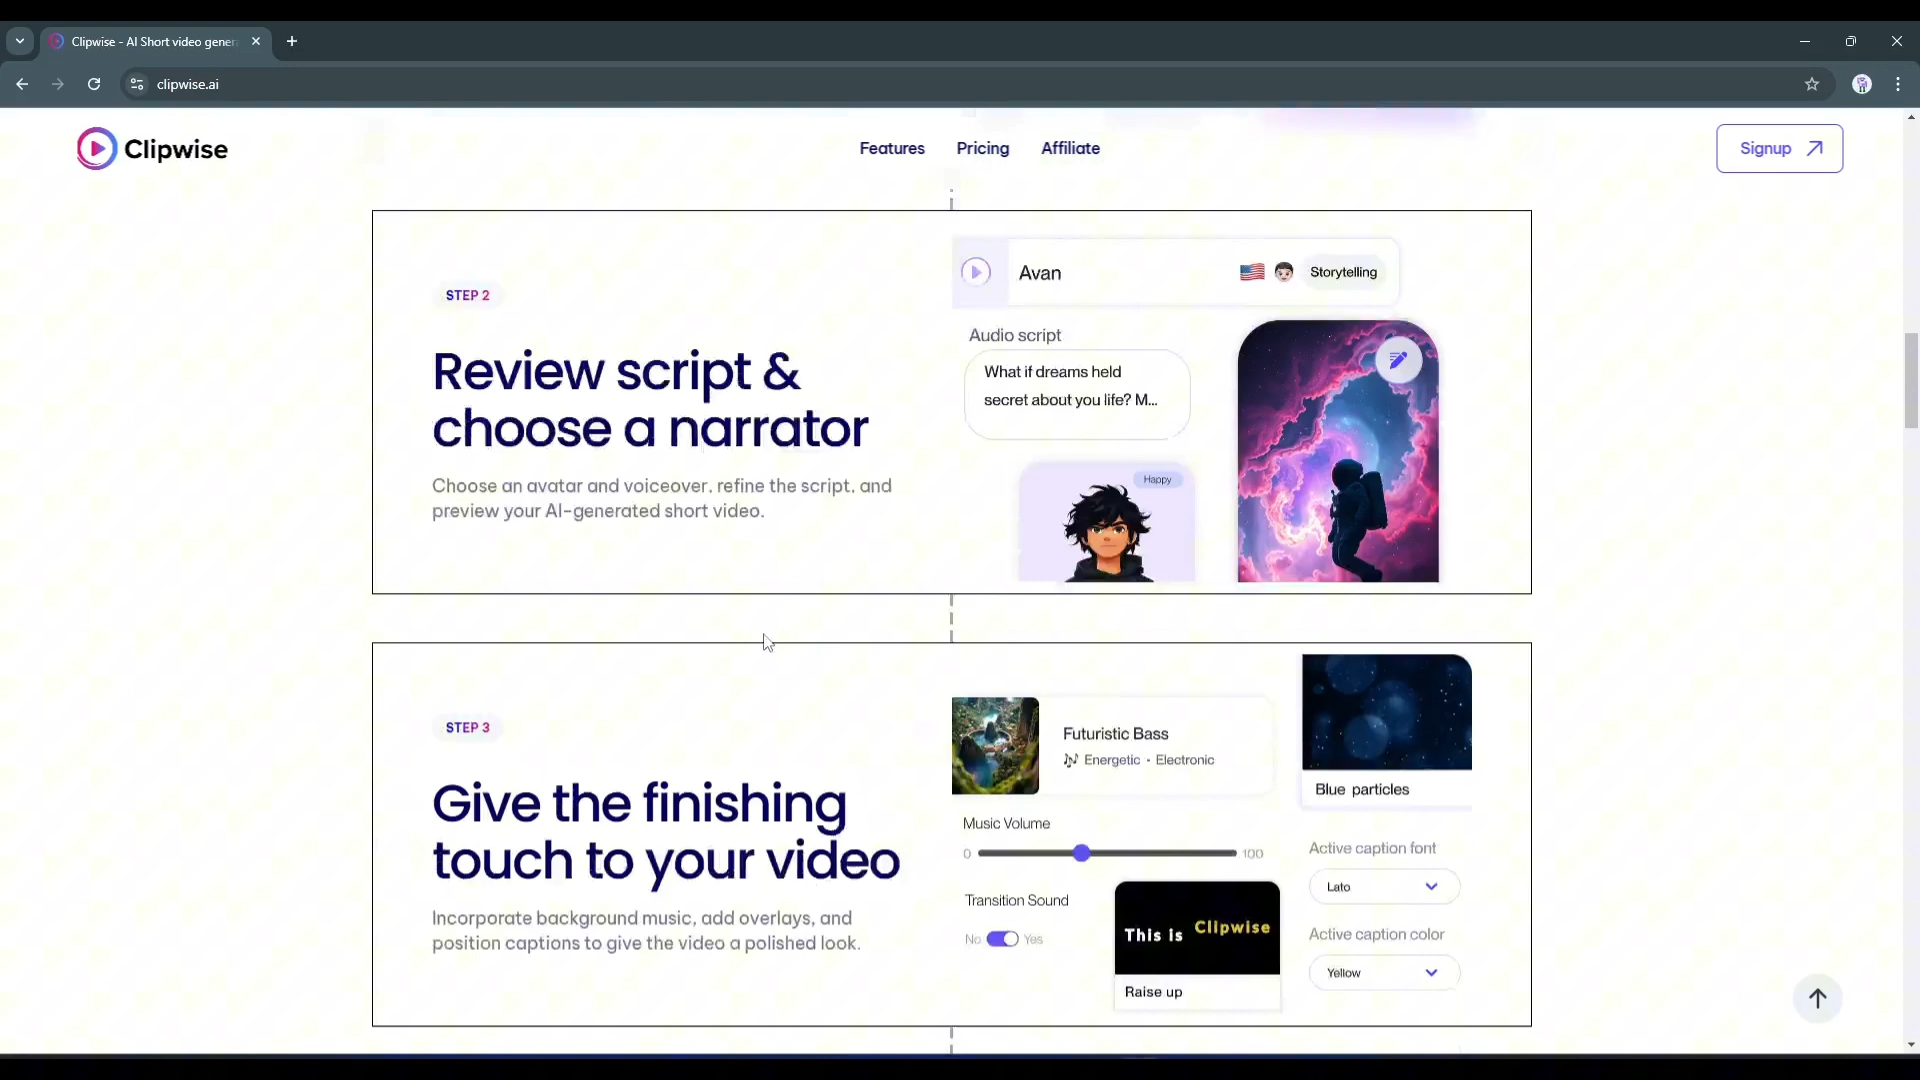 Clipwise - AI Short video gener
clipwise.ai
Clipwise
Features
Pricing
Affiliate
Signup
STEP 2
Review script &
choose a narrator
Choose an avatar and voiceover, refine the script, and
preview your AI-generated short video.
Avan
Storytelling
Audio script
What if dreams held
secret about you life? M...
Happy
STEP 3
Give the finishing
touch to your video
Incorporate background music, add overlays, and
position captions to give the video a polished look.
Futuristic Bass
Energetic • Electronic
Blue particles
Music Volume
0
100
Transition Sound
No
Yes
This is Clipwise
Raise up
Active caption font
Lato
Active caption color
Yellow